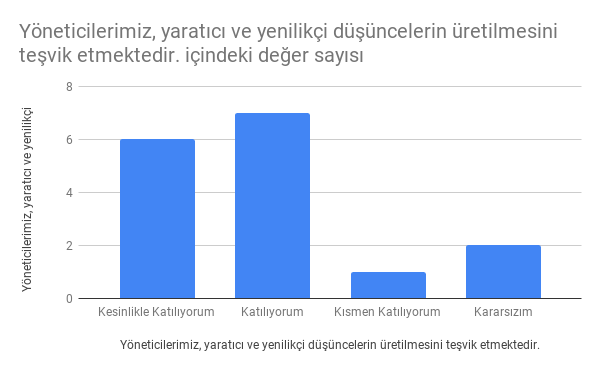 Yöneticilerimiz, yaratıcı ve yenilikçi düşüncelerin üretilmesini
teşvik etmektedir. içindeki değer sayısı
8
6
4
2
0
Yöneticilerimiz, yaratıcı ve yenilikçi
Kesinlikle Katılıyorum
Katılıyorum
Kısmen Katılıyorum
Kararsızım
Yöneticilerimiz, yaratıcı ve yenilikçi düşüncelerin üretilmesini teşvik etmektedir.